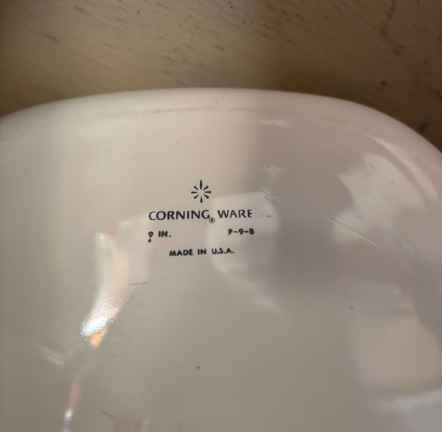 CORNING® WARE
9 IN. P-9-B
MADE IN U.S.A.